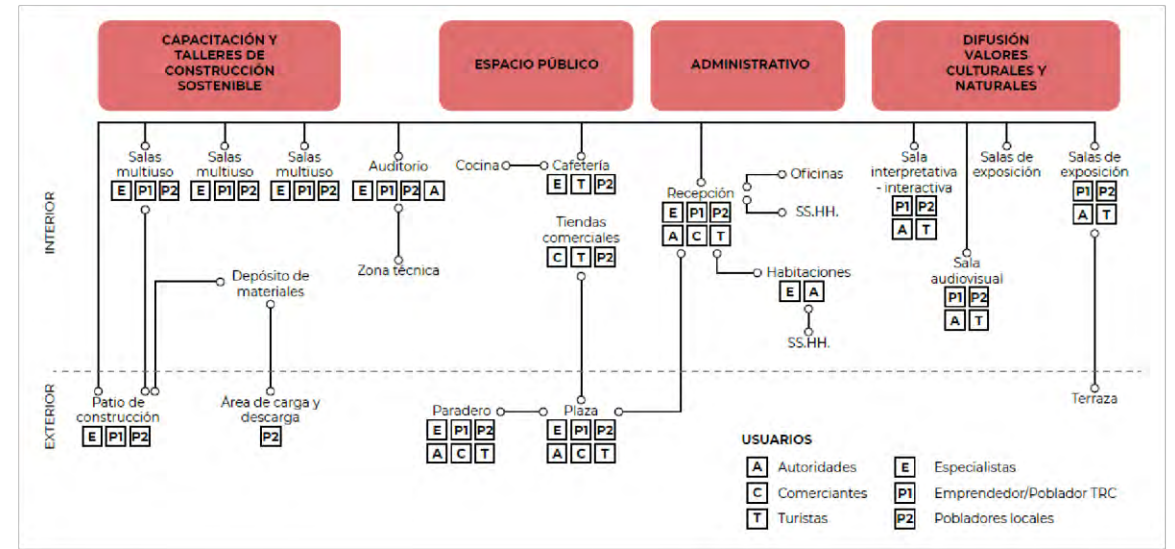 CAPACITACIÓN Y
TALLERES DE
CONSTRUCCIÓN
SOSTENIBLE
ESPACIO PÚBLICO
ADMINISTRATIVO
DIFUSIÓN
VALORES
CULTURALES Y
NATURALES
INTERIOR
Salas
multiuso
E P1 P2
Salas
multiuso
E P1 P2
Salas
multiuso
E P1 P2
Auditorio
E P1 P2 A
Zona técnica
Depósito de
materiales
Cocina
Cafetería
E T P2
Tiendas
comerciales
C T P2
Recepción
E P1 P2
A C T
Oficinas
SS.HH.
Habitaciones
E A
SS.HH.
Sala
interpretativa
- interactiva
P1 P2
A T
Sala
audiovisual
P1 P2
A T
Salas de
exposición
Salas de
exposición
P1 P2
A T
EXTERIOR
Patio de
construcción
E P1 P2
Área de carga y
descarga
P2
Paradero
E P1 P2
A C T
Plaza
E P1 P2
A C T
Terraza
USUARIOS
A Autoridades
C Comerciantes
T Turistas
E Especialistas
P1 Emprendedor/Poblador TRC
P2 Pobladores locales